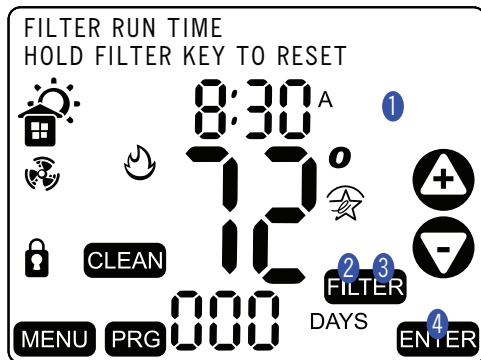 FILTER RUN TIME
HOLD FILTER KEY TO RESET
8:30 A
1
72°
CLEAN
2 3
FILTER
000 DAYS
4
MENU PRG ENTER